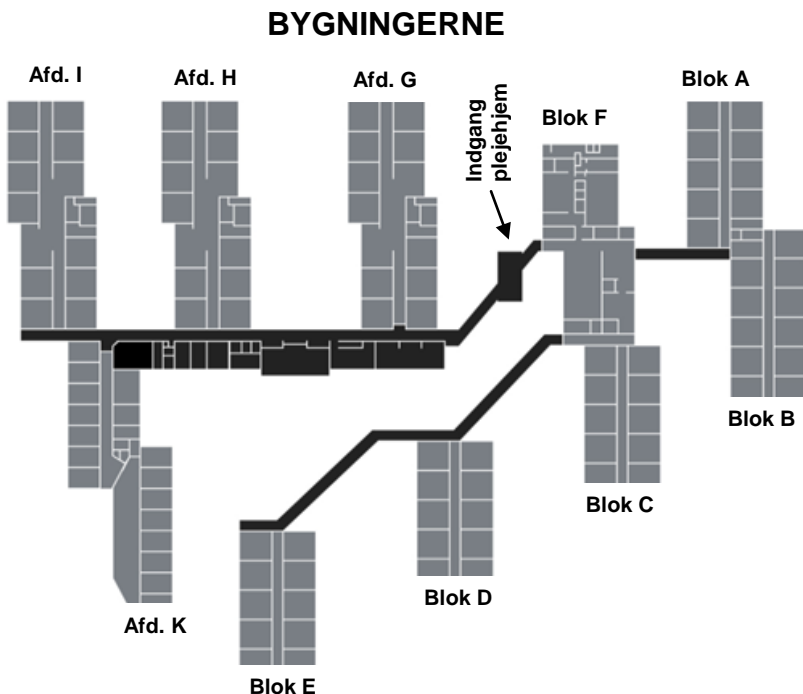 BYGNINGERNE
Afd. I
Afd. H
Afd. G
Indgang
plejehjem
Blok F
Blok A
Blok B
Blok C
Blok D
Afd. K
Blok E